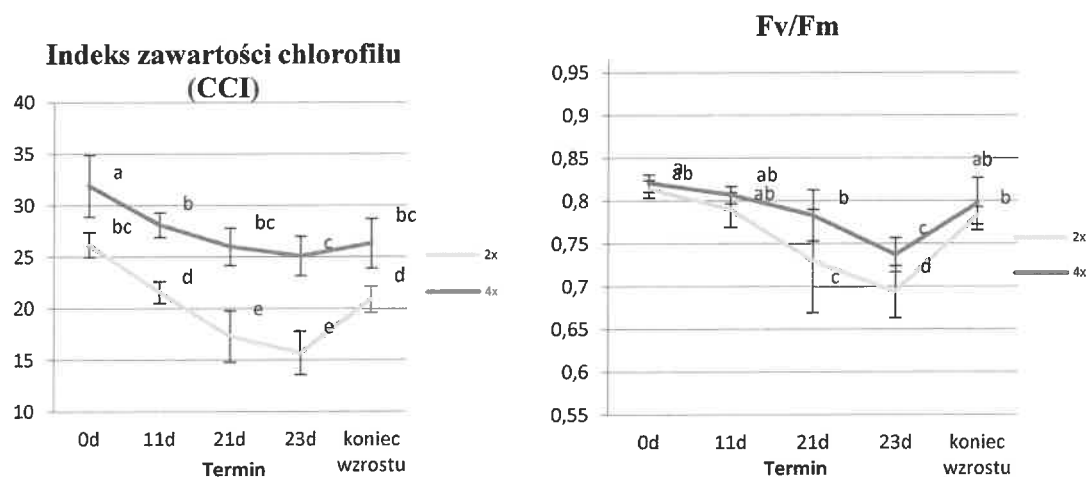 Indeks zawartości chlorofilu
(CCI)
40
35
30
25
20
15
10
a
b
bc
c
bc
bc
d
e
e
d
0d
11d
21d
23d
koniec
wzrostu
Termin
2x
4x
Fv/Fm
0,95
0,9
0,85
0,8
0,75
0,7
0,65
0,6
0,55
a
ab
ab
ab
b
c
c
d
ab
b
0d
11d
21d
23d
koniec
wzrostu
Termin
2x
4x